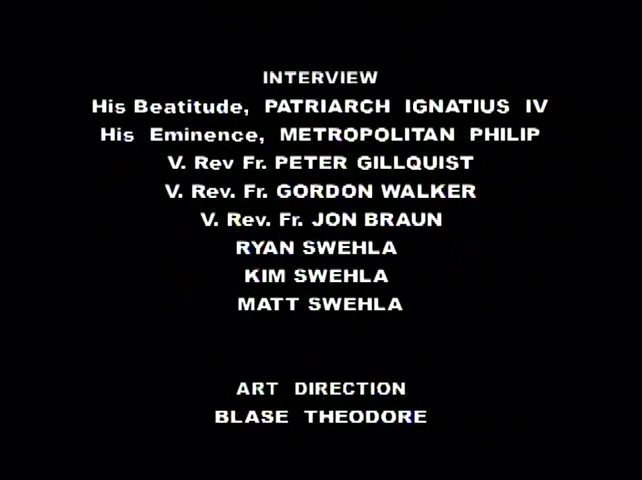 INTERVIEW
His Beatitude, PATRIARCH IGNATIUS IV
His Eminence, METROPOLITAN PHILIP
V. Rev Fr. PETER GILLQUIST
V. Rev. Fr. GORDON WALKER
V. Rev. Fr. JON BRAUN
RYAN SWEHLA
KIM SWEHLA
MATT SWEHLA
ART DIRECTION
BLASE THEODORE